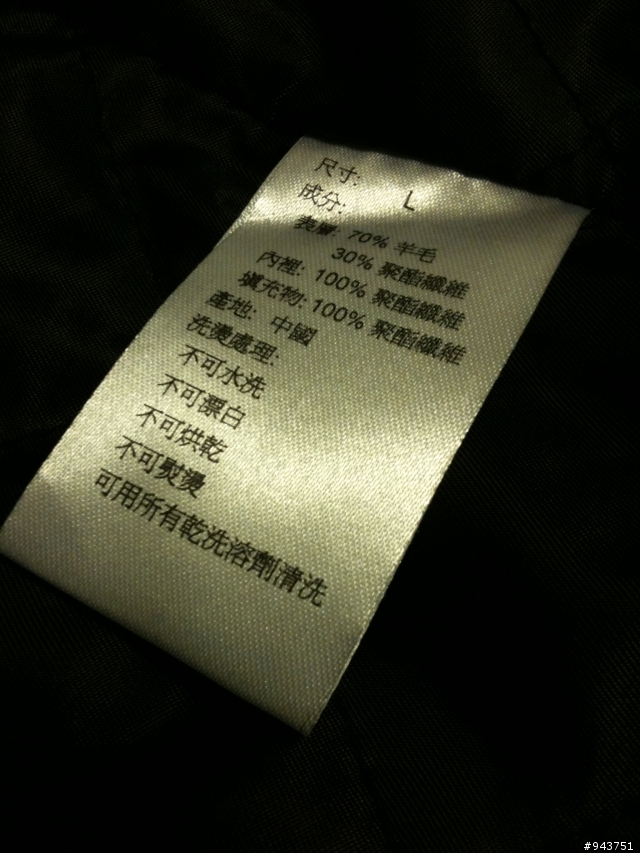 尺寸: L
成分:
表層: 70% 羊毛
30% 聚酯纖維
內裡: 100% 聚酯纖維
填充物: 100% 聚酯纖維
產地: 中國
洗燙處理:
不可水洗
不可漂白
不可烘乾
不可熨燙
可用所有乾洗溶劑清洗
#943751